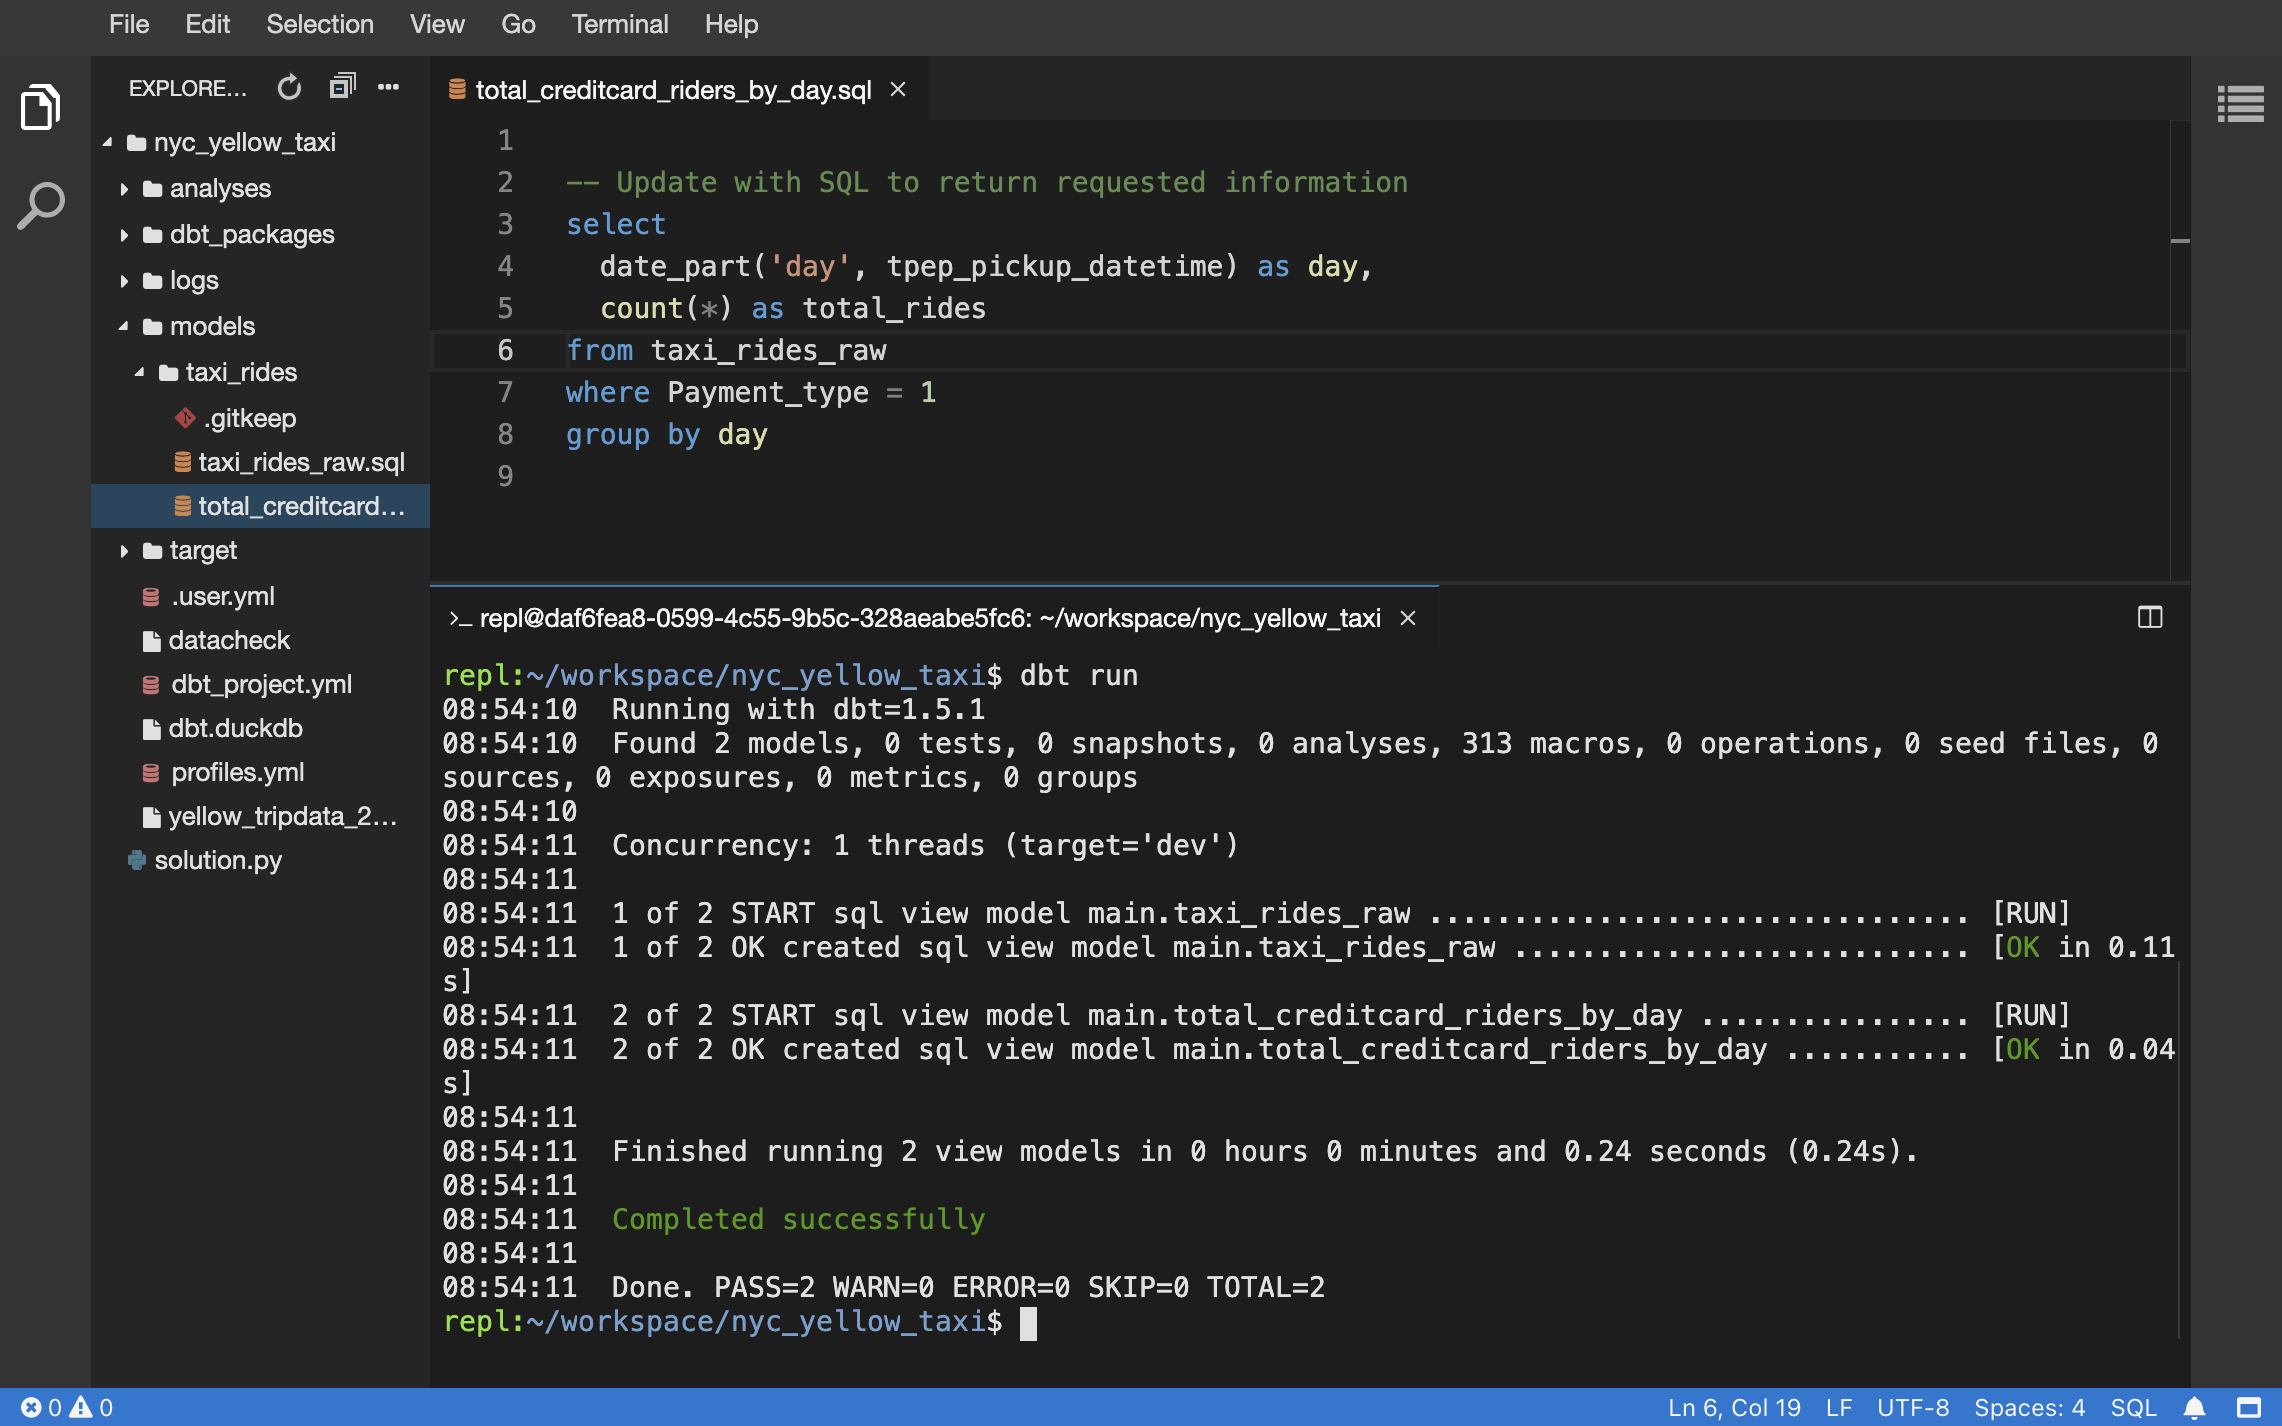 File Edit Selection View Go Terminal Help
EXPLORE...
nyc_yellow_taxi
analyses
dbt_packages
logs
models
taxi_rides
.gitkeep
taxi_rides_raw.sql
total_creditcard...
target
.user.yml
datacheck
dbt_project.yml
dbt.duckdb
profiles.yml
yellow_tripdata_2...
solution.py
total_creditcard_riders_by_day.sql
1
2 -- Update with SQL to return requested information
3 select
4 date_part('day', tpep_pickup_datetime) as day,
5 count(*) as total_rides
6 from taxi_rides_raw
7 where Payment_type = 1
8 group by day
9
repl@daf6fea8-0599-4c55-9b5c-328aeabe5fc6: ~/workspace/nyc_yellow_taxi
repl:~/workspace/nyc_yellow_taxi$ dbt run
08:54:10 Running with dbt=1.5.1
08:54:10 Found 2 models, 0 tests, 0 snapshots, 0 analyses, 313 macros, 0 operations, 0 seed files, 0
sources, 0 exposures, 0 metrics, 0 groups
08:54:10
08:54:11 Concurrency: 1 threads (target='dev')
08:54:11
08:54:11 1 of 2 START sql view model main.taxi_rides_raw ................................ [RUN]
08:54:11 1 of 2 OK created sql view model main.taxi_rides_raw ........................... [OK in 0.11
s]
08:54:11 2 of 2 START sql view model main.total_creditcard_riders_by_day ................ [RUN]
08:54:11 2 of 2 OK created sql view model main.total_creditcard_riders_by_day ........... [OK in 0.04
s]
08:54:11
08:54:11 Finished running 2 view models in 0 hours 0 minutes and 0.24 seconds (0.24s).
08:54:11
08:54:11 Completed successfully
08:54:11
08:54:11 Done. PASS=2 WARN=0 ERROR=0 SKIP=0 TOTAL=2
repl:~/workspace/nyc_yellow_taxi$
0 0 Ln 6, Col 19 LF UTF-8 Spaces: 4 SQL